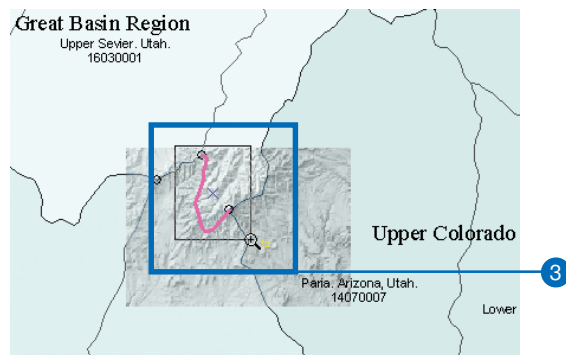 Great Basin Region
Upper Sevier. Utah.
16030001
Upper Colorado
3
Paria. Arizona, Utah.
14070007
Lower